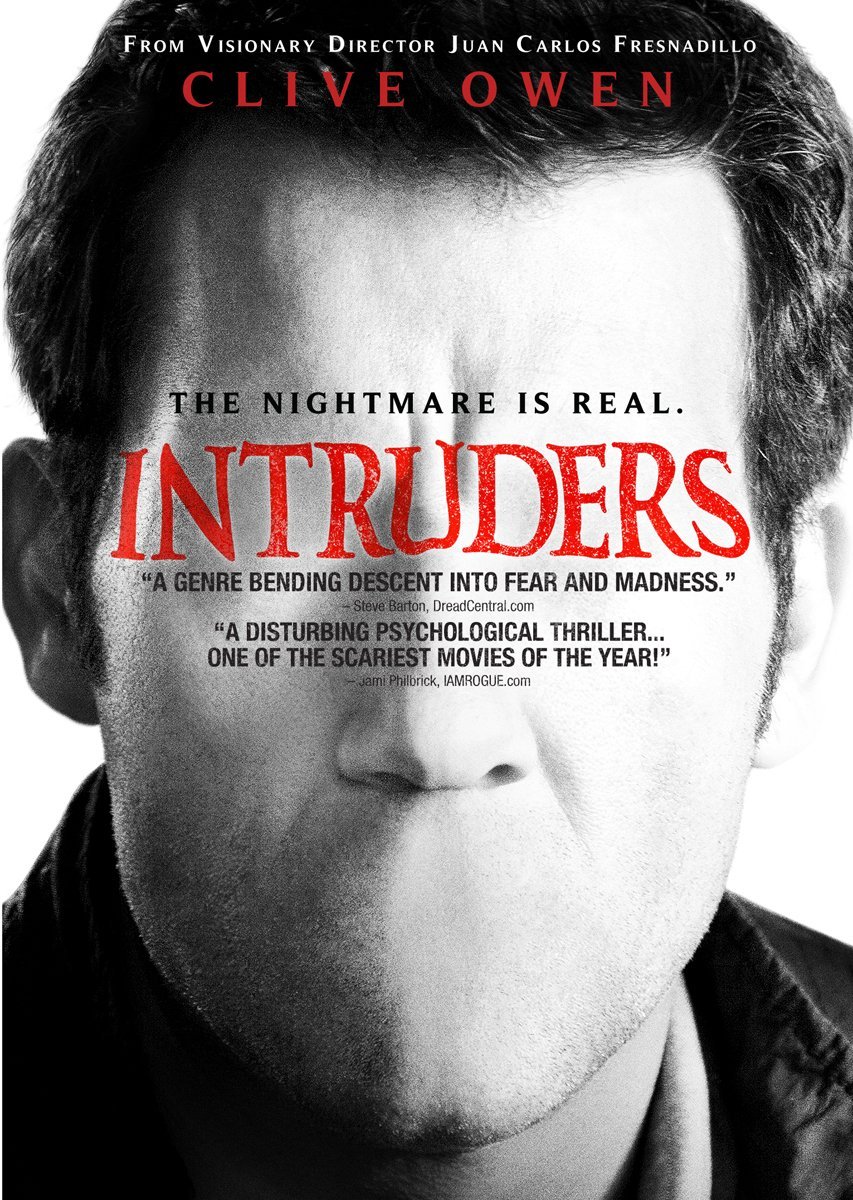 From Visionary Director Juan Carlos Fresnadillo
CLIVE OWEN
THE NIGHTMARE IS REAL.
INTRUDERS
“A GENRE BENDING DESCENT INTO FEAR AND MADNESS.”
– Steve Barton, DreadCentral.com
“A DISTURBING PSYCHOLOGICAL THRILLER...
ONE OF THE SCARIEST MOVIES OF THE YEAR!”
– Jami Philbrick, IAMROGUE.com